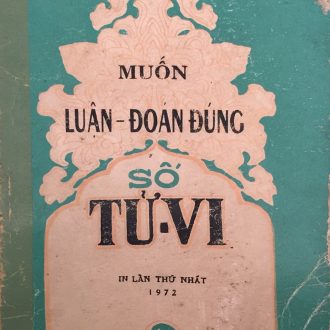 MUỐN
LUẬN-ĐOÁN ĐÚNG
SỐ
TỬ·VI
IN LẦN THỨ NHẤT
1972